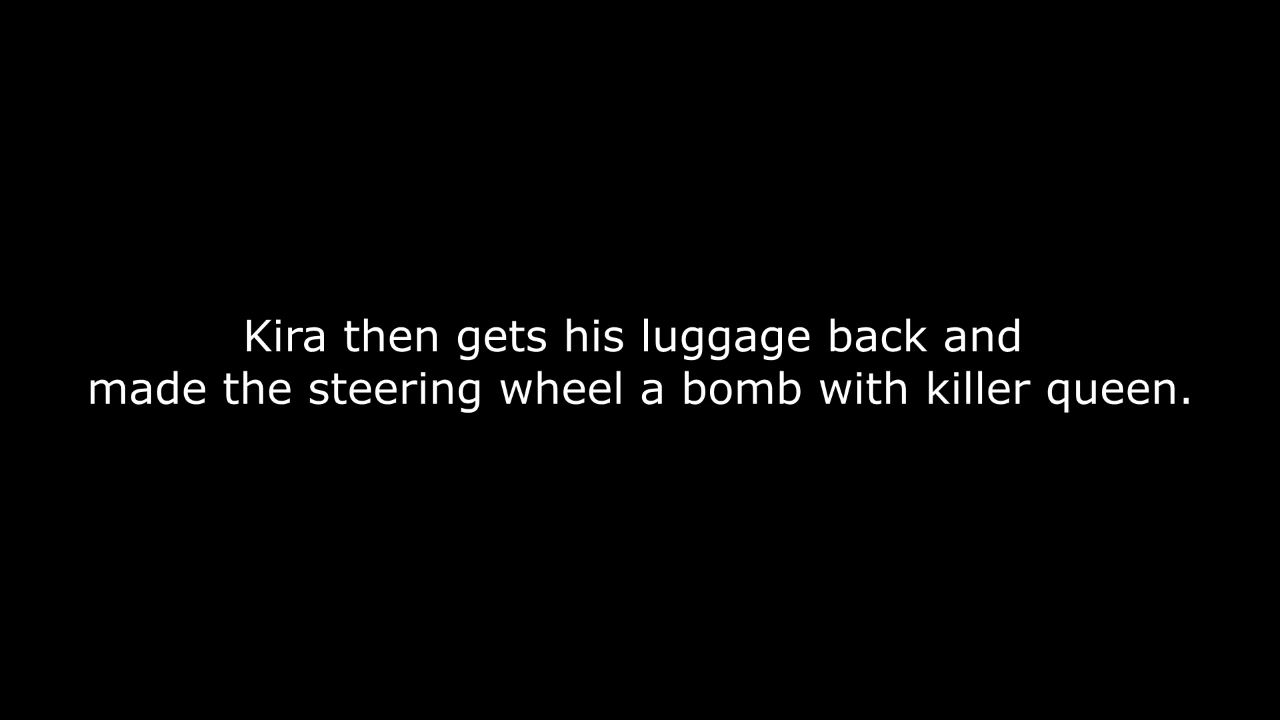 Kira then gets his luggage back and
made the steering wheel a bomb with killer queen.